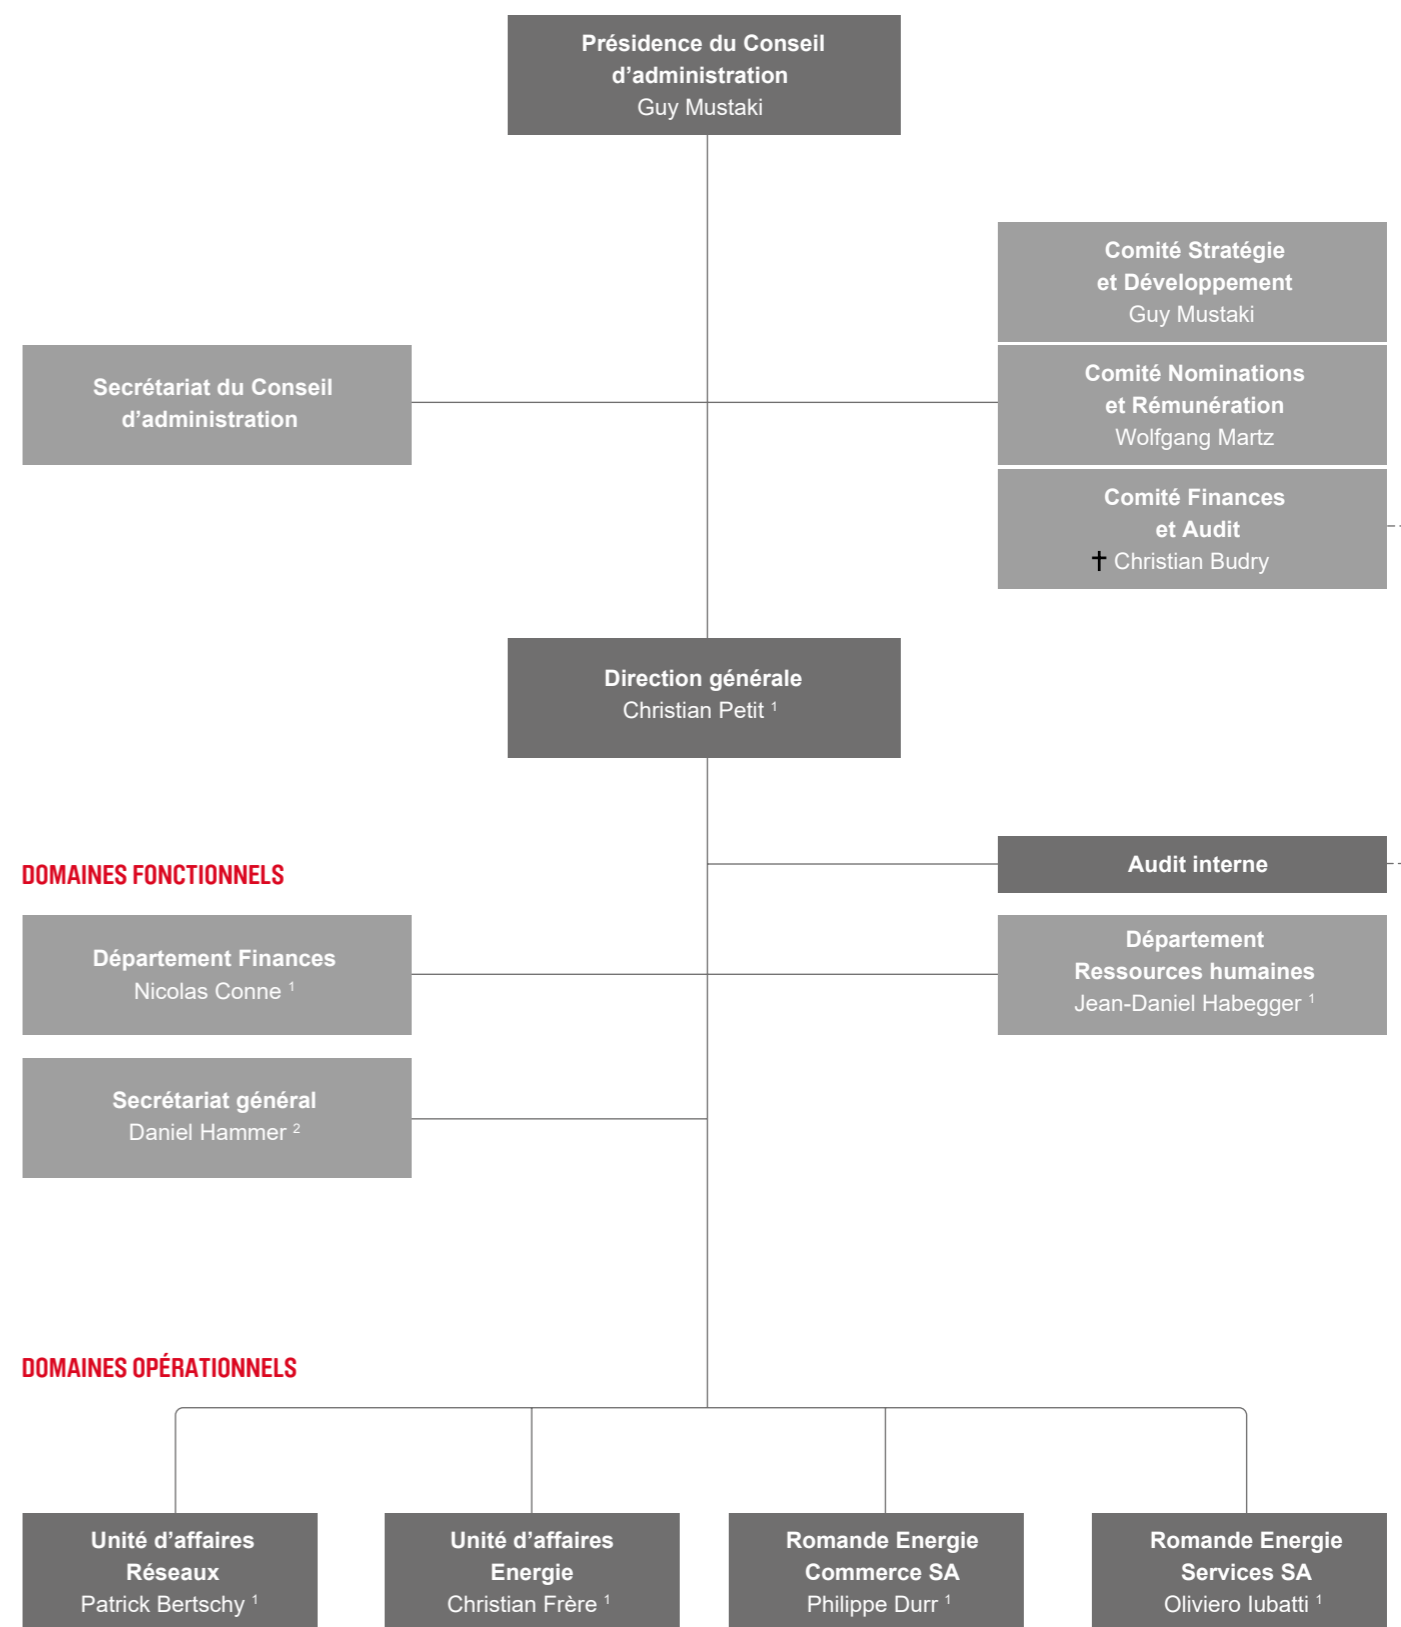 Présidence du Conseil
d’administration
Guy Mustaki
Comité Stratégie
et Développement
Guy Mustaki
Secrétariat du Conseil
d’administration
Comité Nominations
et Rémunération
Wolfgang Martz
Comité Finances
et Audit
✝ Christian Budry
Direction générale
Christian Petit ¹
DOMAINES FONCTIONNELS
Audit interne
Département Finances
Nicolas Conne ¹
Département
Ressources humaines
Jean-Daniel Habegger ¹
Secrétariat général
Daniel Hammer ²
DOMAINES OPÉRATIONNELS
Unité d’affaires
Réseaux
Patrick Bertschy ¹
Unité d’affaires
Energie
Christian Frère ¹
Romande Energie
Commerce SA
Philippe Durr ¹
Romande Energie
Services SA
Oliviero Iubatti ¹